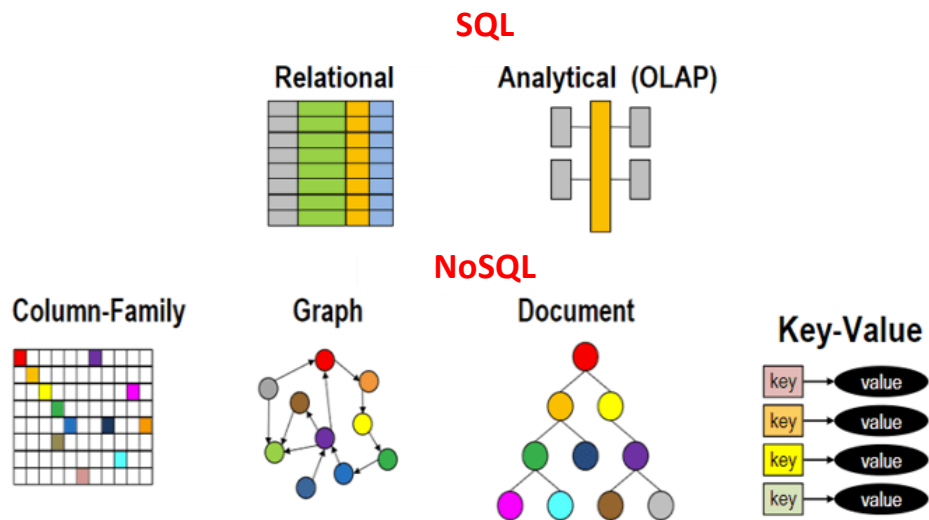 SQL
Relational
Analytical (OLAP)
NoSQL
Column-Family
Graph
Document
Key-Value
key
value
key
value
key
value
key
value